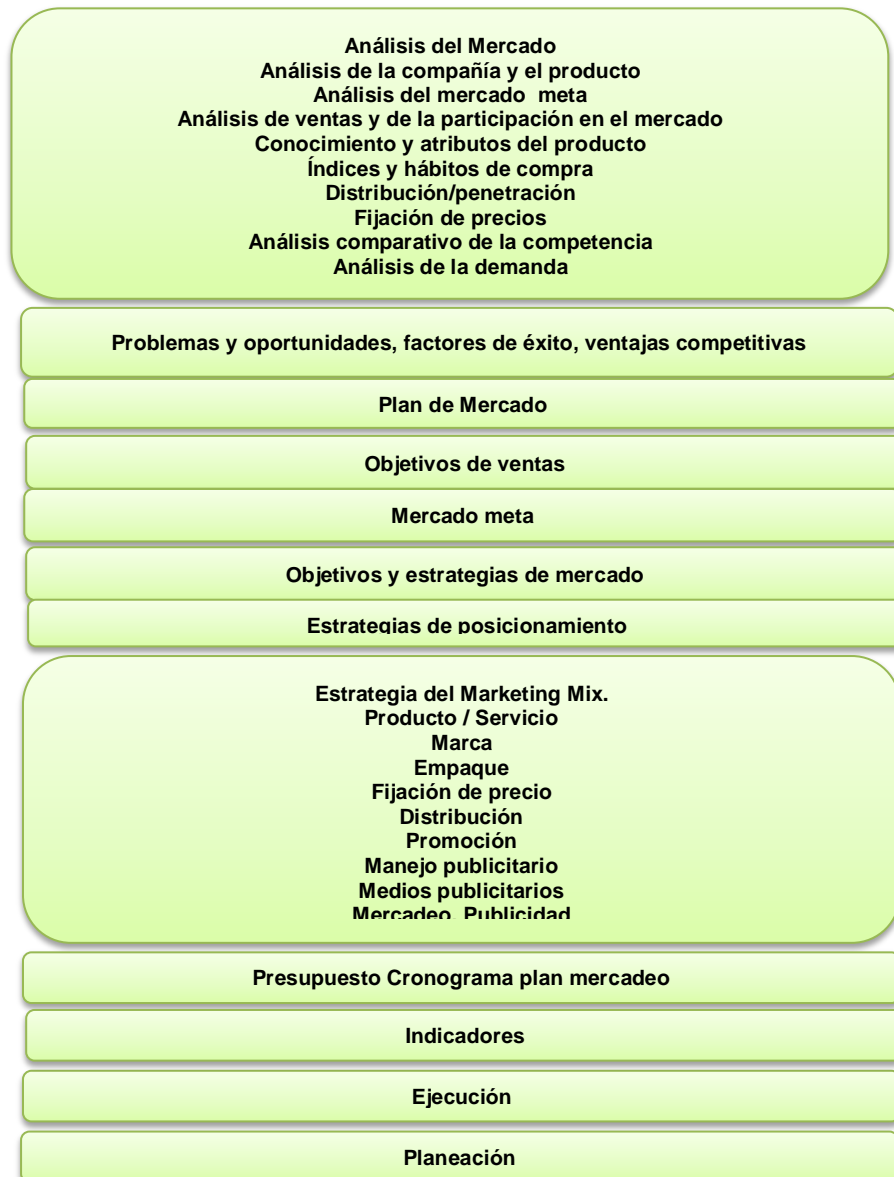 Análisis del Mercado
Análisis de la compañía y el producto
Análisis del mercado  meta
Análisis de ventas y de la participación en el mercado
Conocimiento y atributos del producto
Índices y hábitos de compra
Distribución/penetración
Fijación de precios
Análisis comparativo de la competencia
Análisis de la demanda
Problemas y oportunidades, factores de éxito, ventajas competitivas
Plan de Mercado
Objetivos de ventas
Mercado meta
Objetivos y estrategias de mercado
Estrategias de posicionamiento
Estrategia del Marketing Mix.
Producto / Servicio
Marca
Empaque
Fijación de precio
Distribución
Promoción
Manejo publicitario
Medios publicitarios
Mercadeo, Publicidad
Presupuesto Cronograma plan mercadeo
Indicadores
Ejecución
Planeación